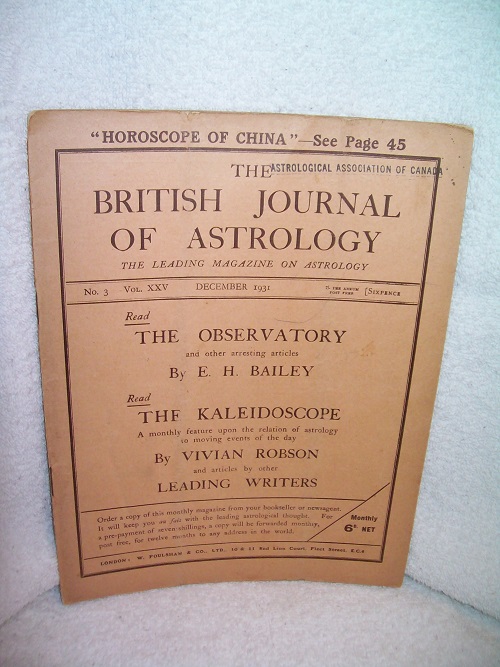 "HOROSCOPE OF CHINA"—See Page 45
THE ASTROLOGICAL ASSOCIATION OF CANADA
BRITISH JOURNAL
OF ASTROLOGY
THE LEADING MAGAZINE ON ASTROLOGY
No. 3 VOL. XXV DECEMBER 1931 7/- PER ANNUM POST FREE [SIXPENCE
Read
THE OBSERVATORY
and other arresting articles
By E. H. BAILEY
Read
THE KALEIDOSCOPE
A monthly feature upon the relation of astrology
to moving events of the day
By VIVIAN ROBSON
and articles by other
LEADING WRITERS
Order a copy of this monthly magazine from your bookseller or newsagent.
It will keep you au fait with the leading astrological thought. For
a pre-payment of seven shillings, a copy will be forwarded monthly,
post free, for twelve months to any address in the world.
Monthly
6d. NET
LONDON: W. FOULSHAM & CO., LTD. 10 & 11 Red Lion Court, Fleet Street, E.C.4